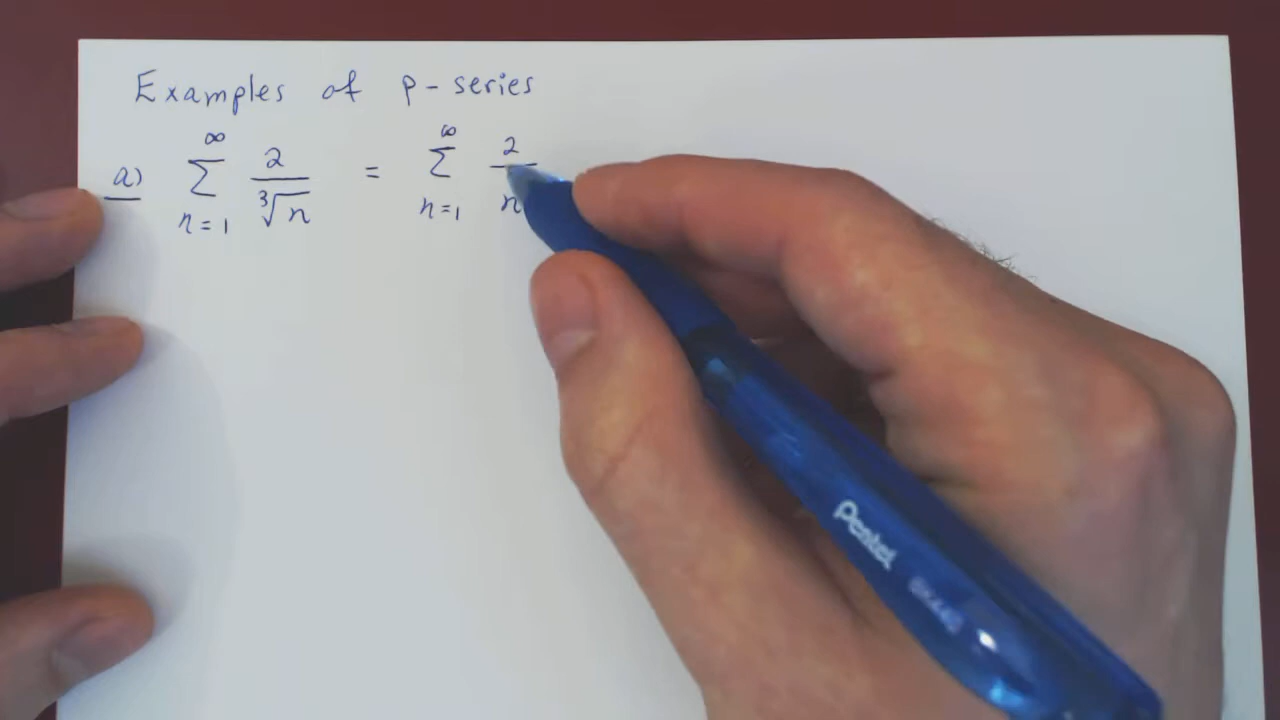 Examples of p-series
a) ∞ ∑ n=1 2/∛n = ∞ ∑ n=1 2/n
Pentel